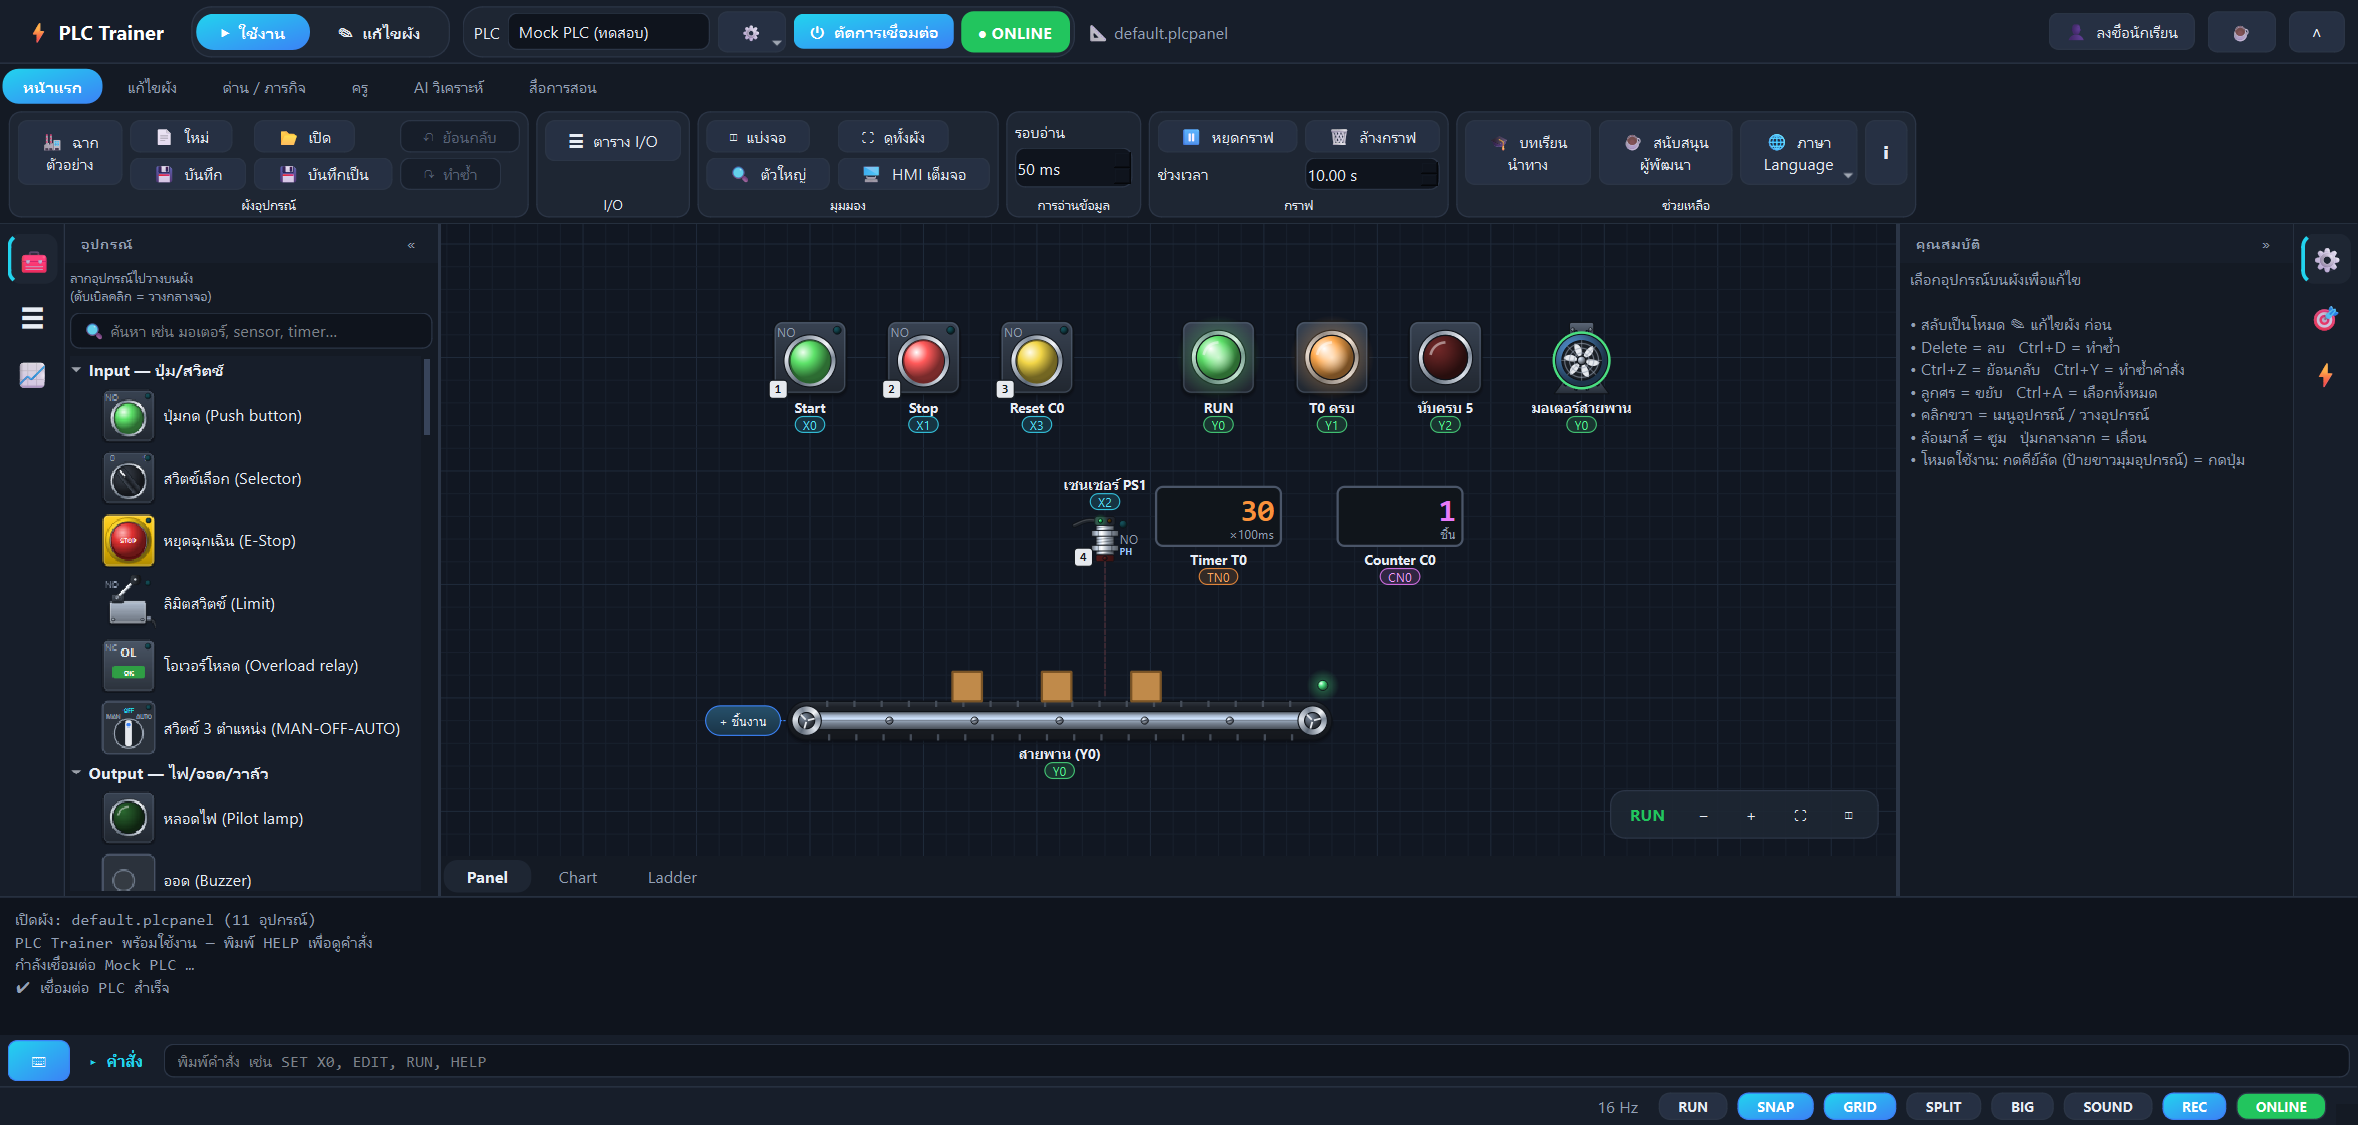 PLC Trainer
▶ ใช้งาน
✎ แก้ไขผัง
PLC
Mock PLC (ทดสอบ)
ตัดการเชื่อมต่อ
● ONLINE
default.plcpanel
ลงชื่อนักเรียน
หน้าแรก
แก้ไขผัง
ด่าน / ภารกิจ
ครู
AI วิเคราะห์
สื่อการสอน
ฉาก
ตัวอย่าง
ใหม่
เปิด
ย้อนกลับ
บันทึก
บันทึกเป็น
ทำซ้ำ
ผังอุปกรณ์
ตาราง I/O
I/O
แบ่งจอ
ดูทั้งผัง
ตัวใหญ่
HMI เต็มจอ
มุมมอง
รอบอ่าน
50 ms
การอ่านข้อมูล
หยุดกราฟ
ล้างกราฟ
ช่วงเวลา
10.00 s
กราฟ
บทเรียน
นำทาง
สนับสนุน
ผู้พัฒนา
ภาษา
Language
i
ช่วยเหลือ
อุปกรณ์
«
ลากอุปกรณ์ไปวางบนผัง
(ดับเบิลคลิก = วางกลางจอ)
ค้นหา เช่น มอเตอร์, sensor, timer...
Input — ปุ่ม/สวิตช์
NO
ปุ่มกด (Push button)
สวิตช์เลือก (Selector)
STOP
หยุดฉุกเฉิน (E-Stop)
NO
ลิมิตสวิตช์ (Limit)
NC
OL
โอเวอร์โหลด (Overload relay)
MAN
OFF
AUTO
สวิตช์ 3 ตำแหน่ง (MAN-OFF-AUTO)
Output — ไฟ/ออด/วาล์ว
หลอดไฟ (Pilot lamp)
ออด (Buzzer)
NO
1
Start
X0
NO
2
Stop
X1
NO
3
Reset C0
X3
RUN
Y0
T0 ครบ
Y1
นับครบ 5
Y2
มอเตอร์สายพาน
Y0
เซนเซอร์ PS1
X2
NO
PH
4
30
×100ms
Timer T0
TN0
1
ชิ้น
Counter C0
CN0
+ ชิ้นงาน
สายพาน (Y0)
Y0
RUN
−
+
Panel
Chart
Ladder
คุณสมบัติ
»
เลือกอุปกรณ์บนผังเพื่อแก้ไข
• สลับเป็นโหมด ✎ แก้ไขผัง ก่อน
• Delete = ลบ Ctrl+D = ทำซ้ำ
• Ctrl+Z = ย้อนกลับ Ctrl+Y = ทำซ้ำคำสั่ง
• ลูกศร = ขยับ Ctrl+A = เลือกทั้งหมด
• คลิกขวา = เมนูอุปกรณ์ / วางอุปกรณ์
• ล้อเมาส์ = ซูม ปุ่มกลางลาก = เลื่อน
• โหมดใช้งาน: กดคีย์ลัด (ป้ายขาวมุมอุปกรณ์) = กดปุ่ม
เปิดผัง: default.plcpanel (11 อุปกรณ์)
PLC Trainer พร้อมใช้งาน — พิมพ์ HELP เพื่อดูคำสั่ง
กำลังเชื่อมต่อ Mock PLC …
✔ เชื่อมต่อ PLC สำเร็จ
▸ คำสั่ง
พิมพ์คำสั่ง เช่น SET X0, EDIT, RUN, HELP
16 Hz
RUN
SNAP
GRID
SPLIT
BIG
SOUND
REC
ONLINE